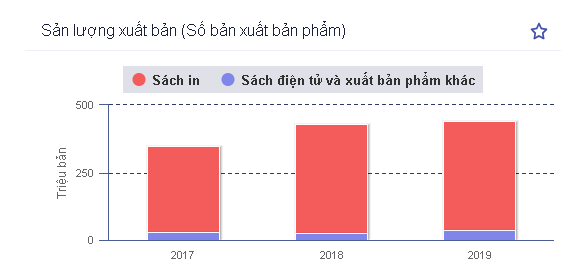 Sản lượng xuất bản (Số bản xuất bản phẩm)
Sách in Sách điện tử và xuất bản phẩm khác
500
250
0
Triệu bản
2017 2018 2019